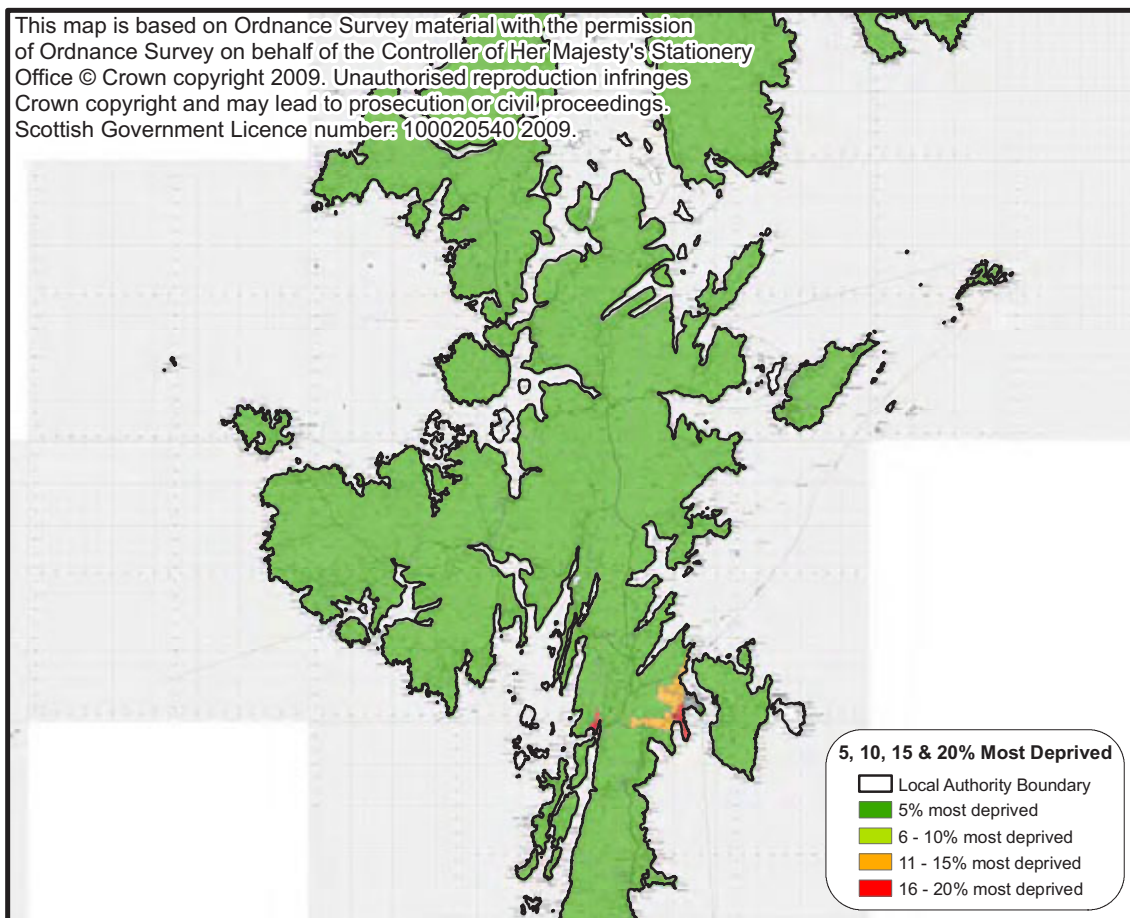 This map is based on Ordnance Survey material with the permission
of Ordnance Survey on behalf of the Controller of Her Majesty's Stationery
Office © Crown copyright 2009. Unauthorised reproduction infringes
Crown copyright and may lead to prosecution or civil proceedings.
Scottish Government Licence number: 100020540 2009.
5, 10, 15 & 20% Most Deprived
Local Authority Boundary
5% most deprived
6 - 10% most deprived
11 - 15% most deprived
16 - 20% most deprived